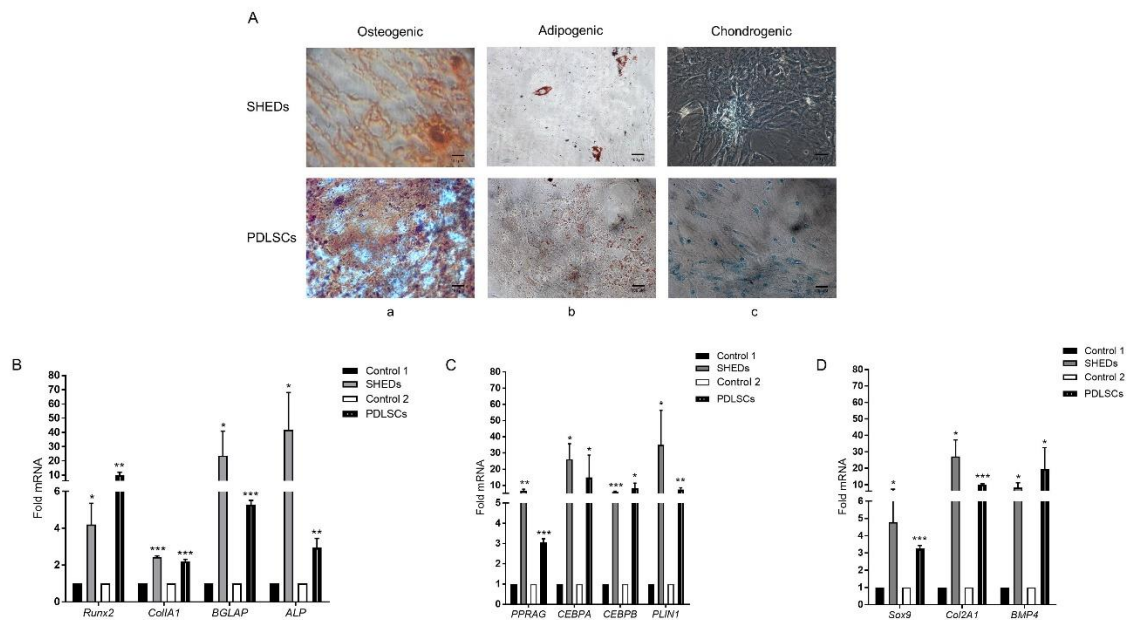 A
Osteogenic
Adipogenic
Chondrogenic
SHEDs
PDLSCs
a
b
c
B
Fold mRNA
80
70
60
50
40
30
20
10
6
4
2
0
*
***
*
*
**
***
***
**
Runx2
ColIA1
BGLAP
ALP
Control 1
SHEDs
Control 2
PDLSCs
C
Fold mRNA
80
70
60
50
40
30
20
10
5
4
3
2
1
0
**
*
***
*
***
*
*
**
PPRAG
CEBPA
CEBPB
PLIN1
Control 1
SHEDs
Control 2
PDLSCs
D
Fold mRNA
80
70
60
50
40
30
20
10
5
4
3
2
1
0
*
*
*
***
***
*
Sox9
Col2A1
BMP4
Control 1
SHEDs
Control 2
PDLSCs